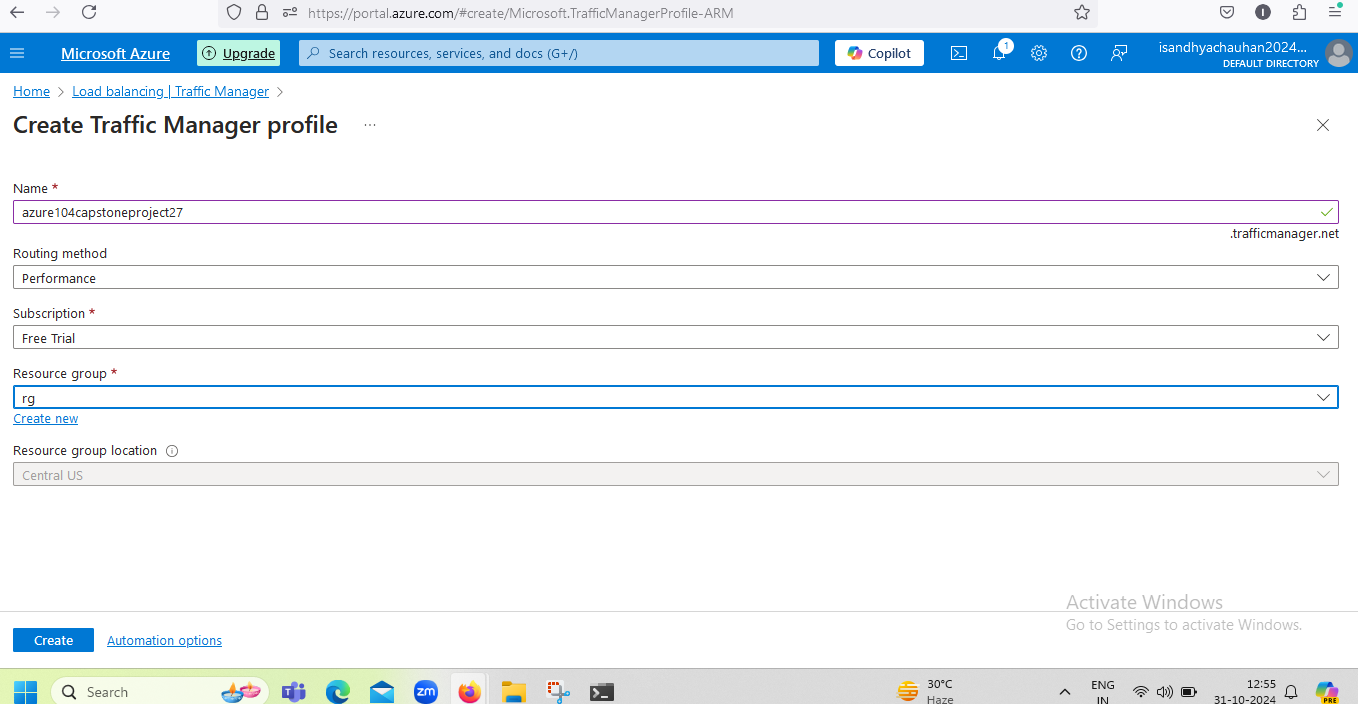 https://portal.azure.com/#create/Microsoft.TrafficManagerProfile-ARM
I
Microsoft Azure
Upgrade
Search resources, services, and docs (G+/)
Copilot
1
isandhyachauhan2024...
DEFAULT DIRECTORY
Home > Load balancing | Traffic Manager >
Create Traffic Manager profile ...
Name *
azure104capstoneproject27
.trafficmanager.net
Routing method
Performance
Subscription *
Free Trial
Resource group *
rg
Create new
Resource group location
Central US
Activate Windows
Go to Settings to activate Windows.
Create
Automation options
Search
zm
30°C
Haze
ENG
IN
12:55
31-10-2024
PRE